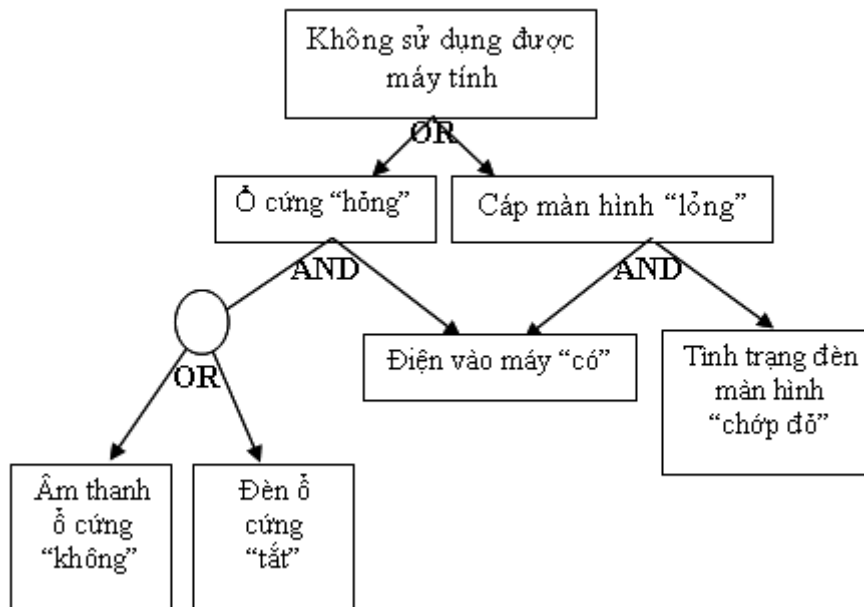 Không sử dụng được
máy tính
OR
Ổ cứng “hỏng”
Cáp màn hình “lỏng”
AND
AND
Điện vào máy “có”
Tình trạng đèn
màn hình
“chớp đỏ”
OR
Âm thanh
ổ cứng
“không”
Đèn ổ
cứng
“tắt”